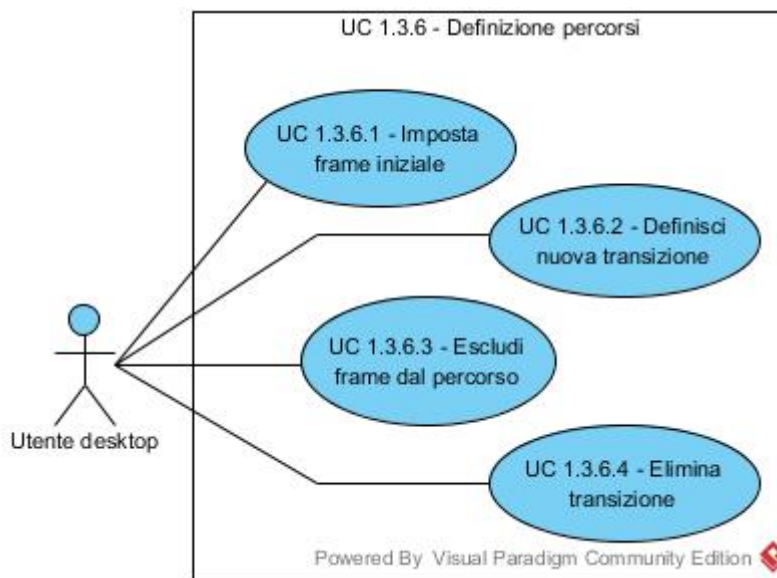 UC 1.3.6 - Definizione percorsi
UC 1.3.6.1 - Imposta
frame iniziale
UC 1.3.6.2 - Definisci
nuova transizione
UC 1.3.6.3 - Escludi
frame dal percorso
Utente desktop
UC 1.3.6.4 - Elimina
transizione
Powered By Visual Paradigm Community Edition